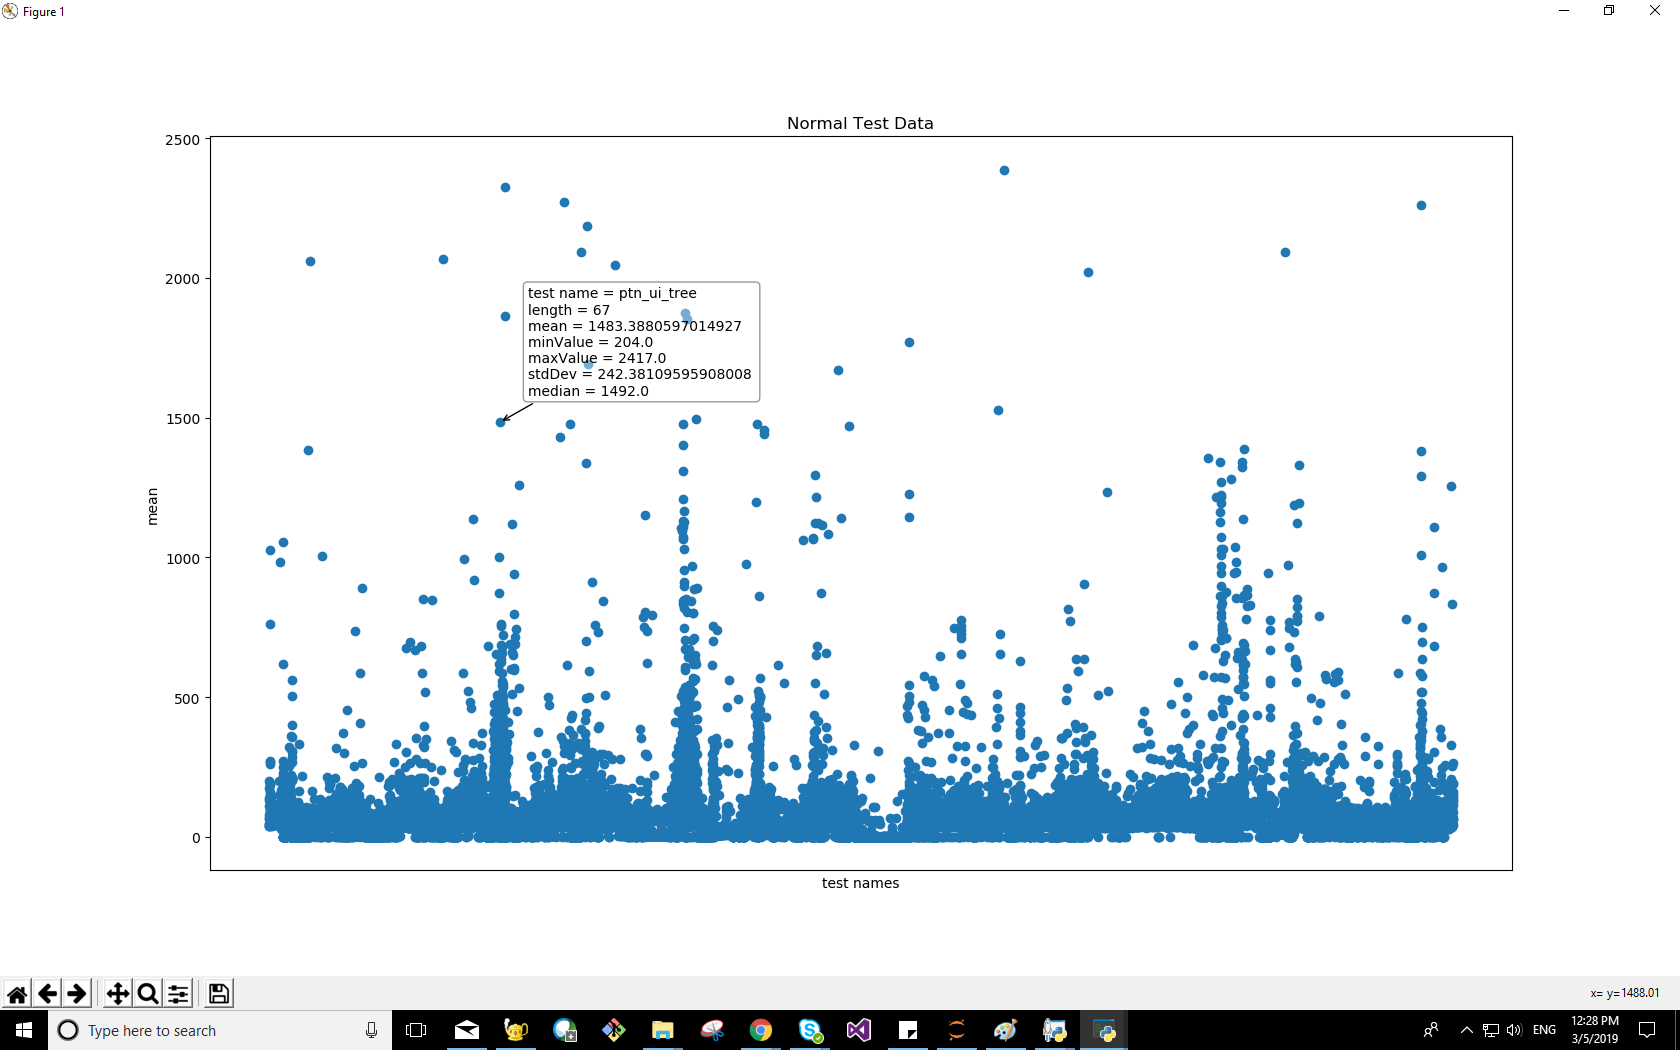 Figure 1
Normal Test Data
2500
2000
1500
1000
500
0
mean
test name = ptn_ui_tree
length = 67
mean = 1483.3880597014927
minValue = 204.0
maxValue = 2417.0
stdDev = 242.38109595908008
median = 1492.0
test names
x= y=1488.01
Type here to search
ENG
12:28 PM
3/5/2019